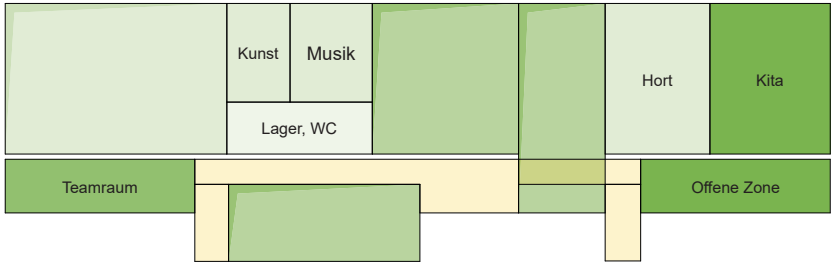 Kunst
Musik
Lager, WC
Hort
Kita
Teamraum
Offene Zone